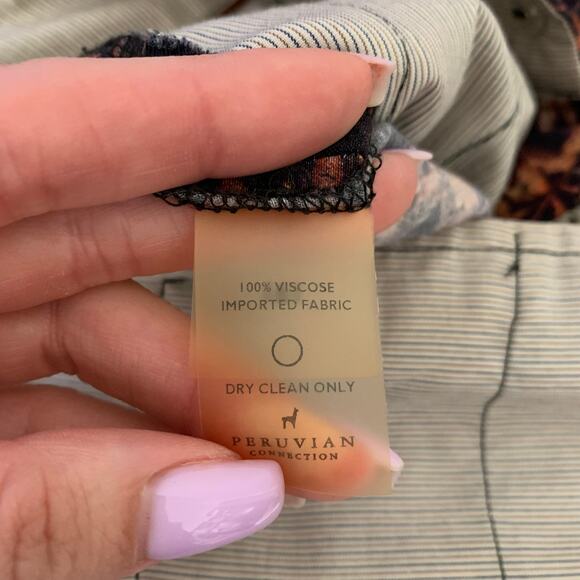 100% VISCOSE
IMPORTED FABRIC
DRY CLEAN ONLY
PERUVIAN
CONNECTION